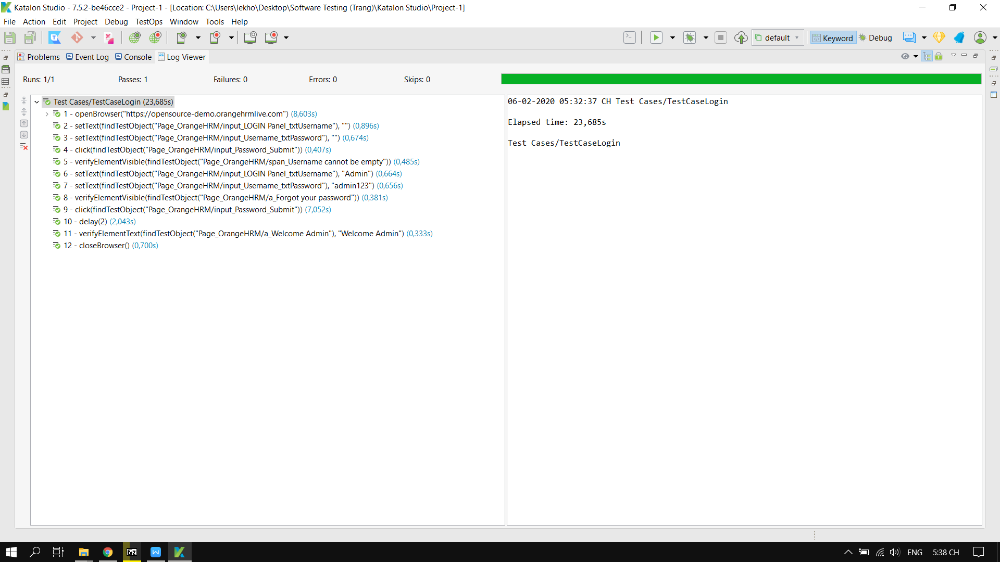 Katalon Studio - 7.5.2-be46cce2 - Project-1 - [Location: C:\Users\lekho\Desktop\Software Testing (Trang)\Katalon Studio\Project-1]
File Action Edit Project Debug TestOps Window Tools Help
default Keyword Debug
Problems Event Log Console Log Viewer
Runs: 1/1 Passes: 1 Failures: 0 Errors: 0 Skips: 0
Test Cases/TestCaseLogin (23,685s)
1 - openBrowser("https://opensource-demo.orangehrmlive.com") (8,603s)
2 - setText(findTestObject("Page_OrangeHRM/input_LOGIN Panel_txtUsername"), "") (0,896s)
3 - setText(findTestObject("Page_OrangeHRM/input_Username_txtPassword"), "") (0,674s)
4 - click(findTestObject("Page_OrangeHRM/input_Password_Submit")) (0,407s)
5 - verifyElementVisible(findTestObject("Page_OrangeHRM/span_Username cannot be empty")) (0,485s)
6 - setText(findTestObject("Page_OrangeHRM/input_LOGIN Panel_txtUsername"), "Admin") (0,664s)
7 - setText(findTestObject("Page_OrangeHRM/input_Username_txtPassword"), "admin123") (0,656s)
8 - verifyElementVisible(findTestObject("Page_OrangeHRM/a_Forgot your password")) (0,381s)
9 - click(findTestObject("Page_OrangeHRM/input_Password_Submit")) (7,052s)
10 - delay(2) (2,043s)
11 - verifyElementText(findTestObject("Page_OrangeHRM/a_Welcome Admin"), "Welcome Admin") (0,333s)
12 - closeBrowser() (0,700s)
06-02-2020 05:32:37 CH Test Cases/TestCaseLogin
Elapsed time: 23,685s
Test Cases/TestCaseLogin
ENG 5:38 CH